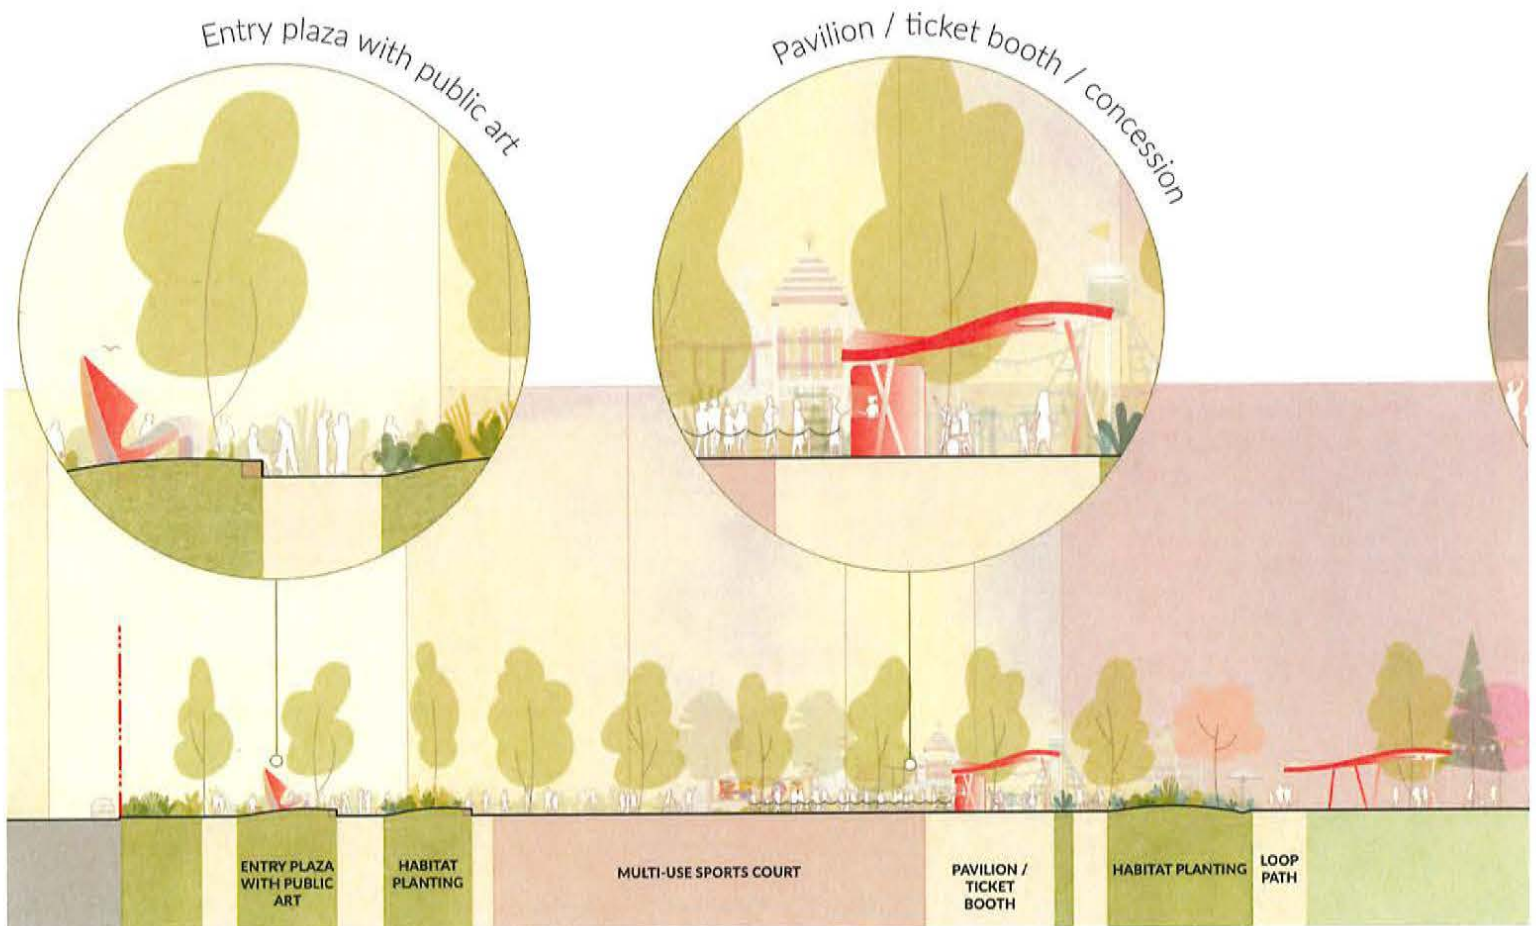 Entry plaza with public art
Pavilion / ticket booth / concession
ENTRY PLAZA
WITH PUBLIC
ART
HABITAT
PLANTING
MULTI-USE SPORTS COURT
PAVILION /
TICKET
BOOTH
HABITAT PLANTING
LOOP
PATH